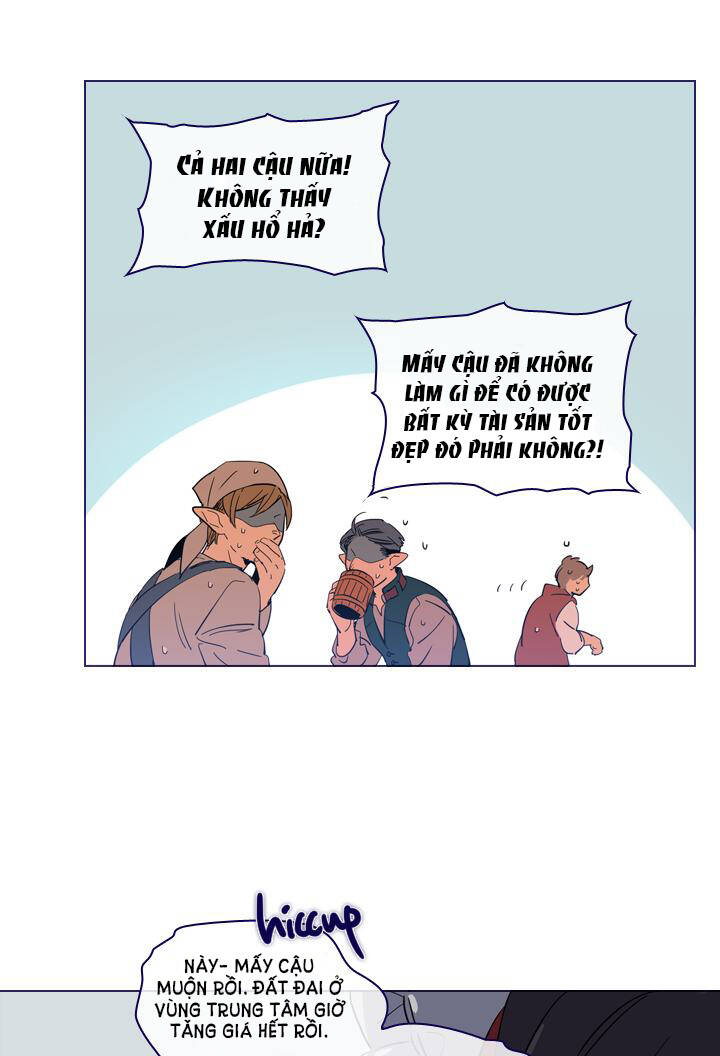 CẢ HAI CẬU NỮA!
KHÔNG THẤY
XẤU HỔ HẢ?
MẤY CẬU ĐÃ KHÔNG
LÀM GÌ ĐỂ CÓ ĐƯỢC
BẤT KỲ TÀI SẢN TỐT
ĐẸP ĐÓ PHẢI KHÔNG?!
hiccup
NÀY- MẤY CẬU
MUỘN RỒI. ĐẤT ĐAI Ở
VÙNG TRUNG TÂM GIỜ
TĂNG GIÁ HẾT RỒI.